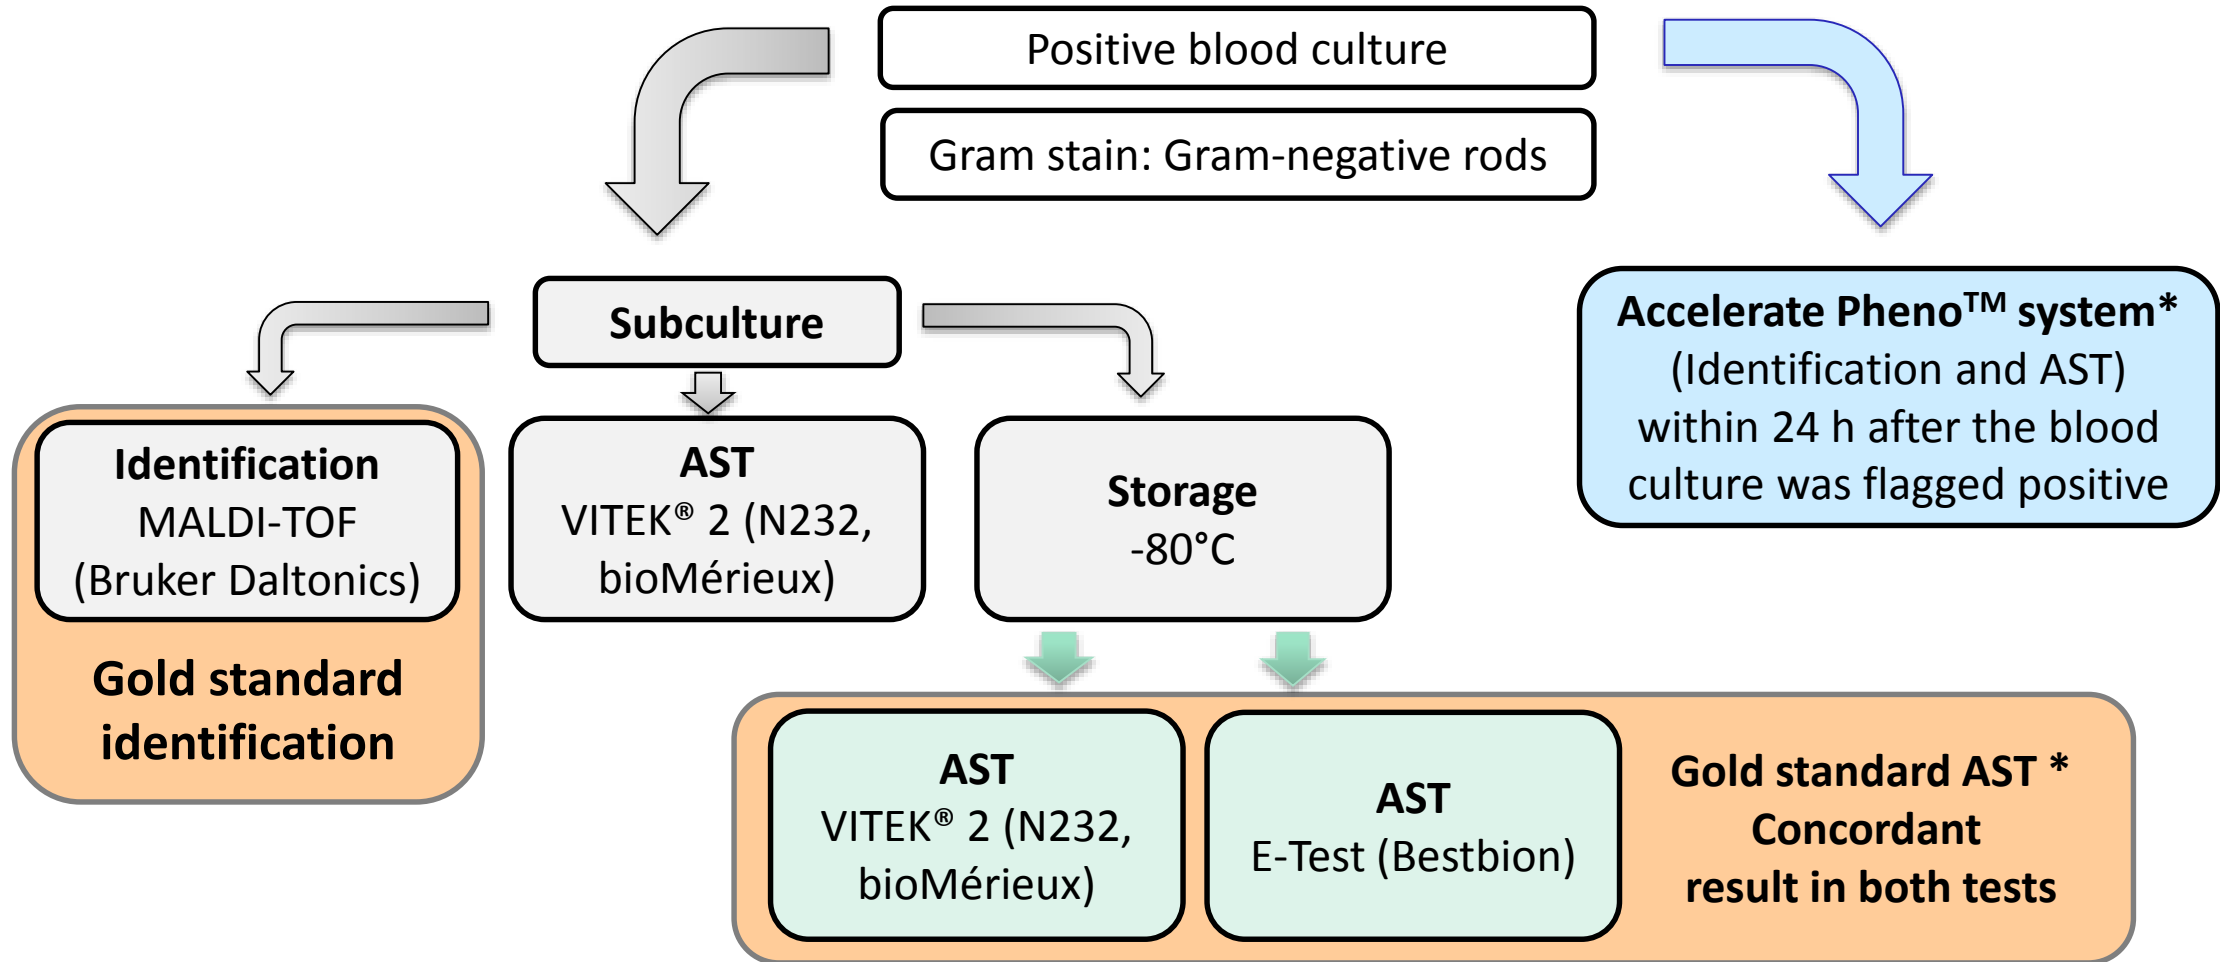 Positive blood culture
Gram stain: Gram-negative rods
Subculture
Accelerate Pheno™ system*
(Identification and AST)
within 24 h after the blood
culture was flagged positive
Identification
MALDI-TOF
(Bruker Daltonics)
Gold standard
identification
AST
VITEK® 2 (N232,
bioMérieux)
Storage
-80°C
AST
VITEK® 2 (N232,
bioMérieux)
AST
E-Test (Bestbion)
Gold standard AST *
Concordant
result in both tests